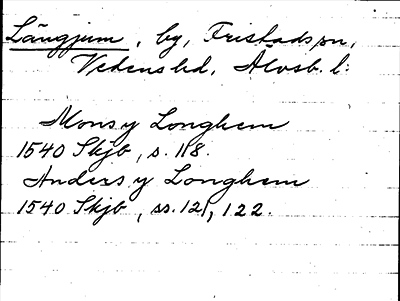 Längjum, by, Fristads sn,
Vedens hd, Älvsb. l:
Mons y Longhem
1540 Skjb, s. 118.
Anders y Longhem
1540 Skjb, ss. 121, 122.